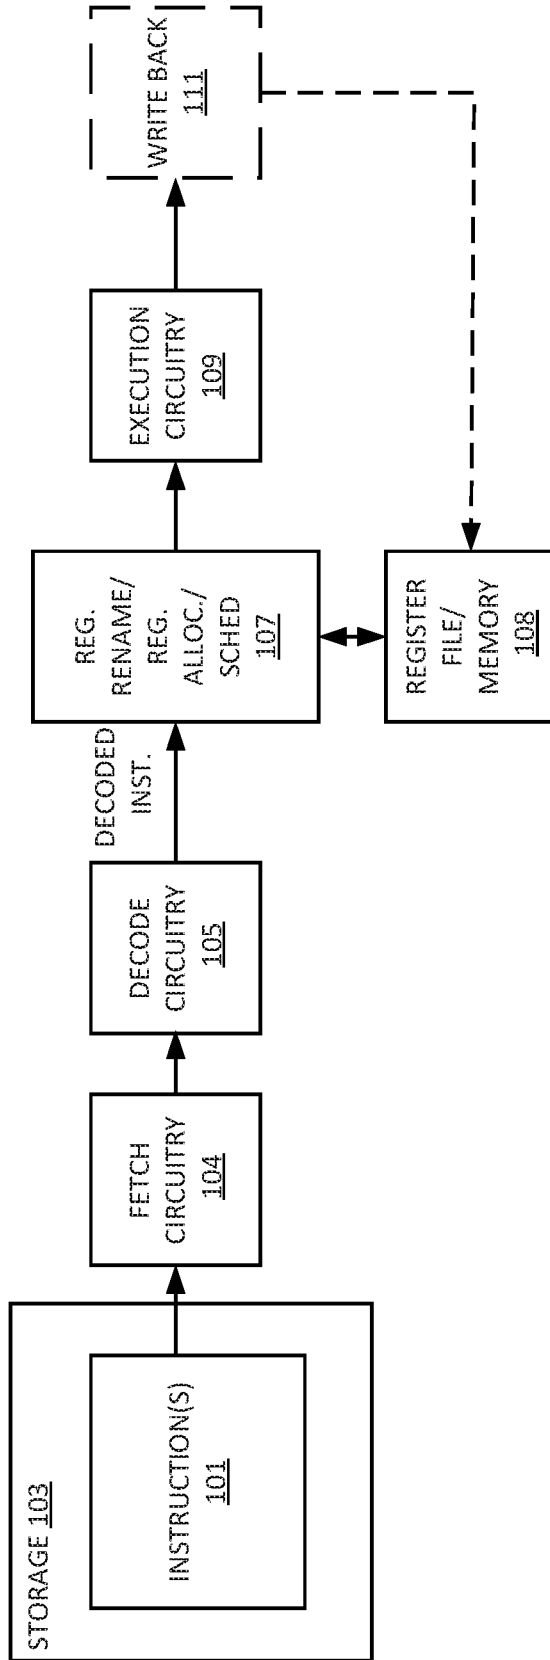 STORAGE 103
INSTRUCTION(S)
101
FETCH
CIRCUITRY
104
DECODE
CIRCUITRY
105
DECODED
INST.
REG.
RENAME/
REG.
ALLOC./
SCHED
107
REGISTER
FILE/
MEMORY
108
EXECUTION
CIRCUITRY
109
WRITE BACK
111